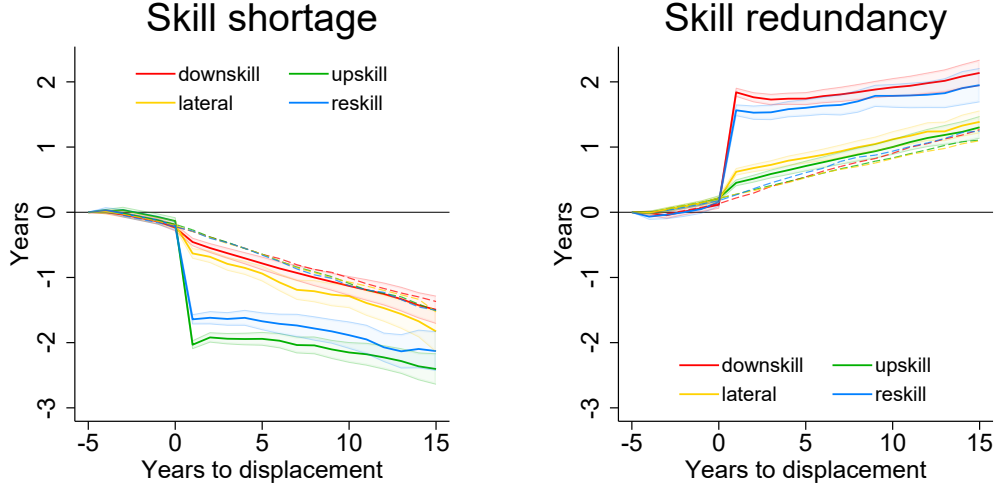 Skill shortage
downskill
upskill
lateral
reskill
Years
2
1
0
-1
-2
-3
-5
0
5
10
15
Years to displacement
Skill redundancy
Years
2
1
0
-1
-2
-3
downskill
upskill
lateral
reskill
-5
0
5
10
15
Years to displacement